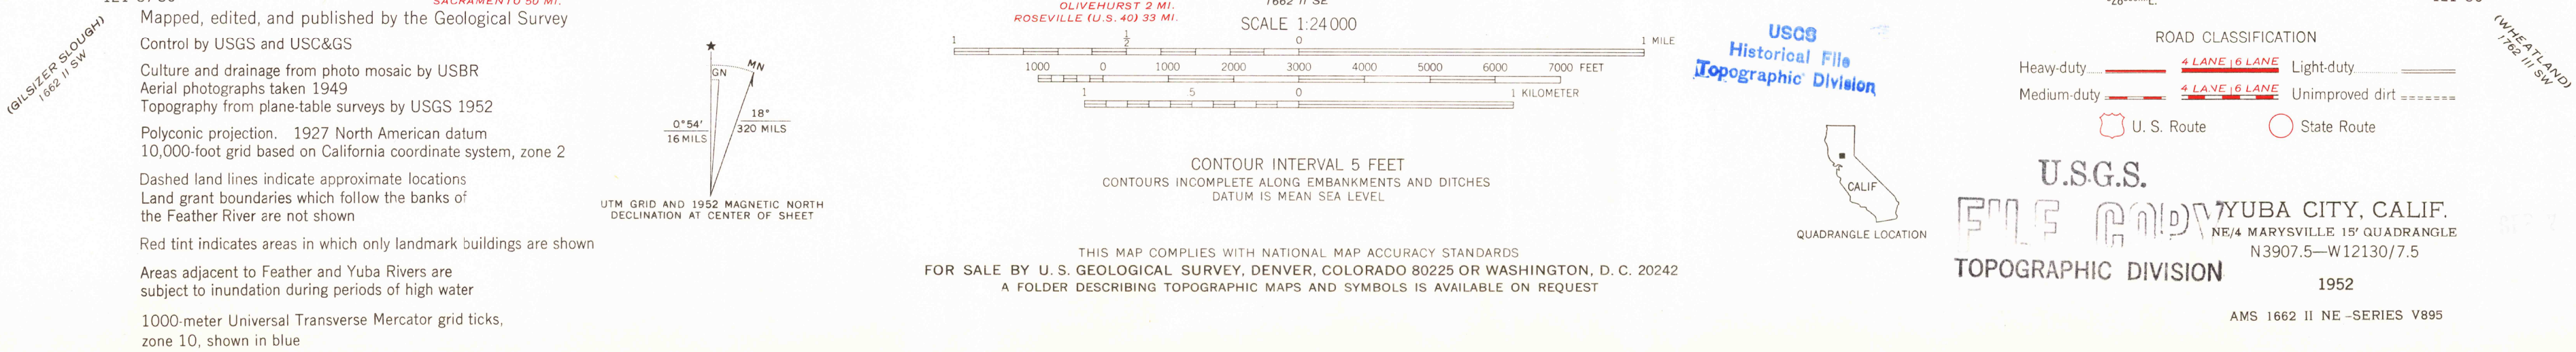 SACRAMENTO 50 MI.
(GILSIZER SLOUGH)
1662 II SW
Mapped, edited, and published by the Geological Survey
Control by USGS and USC&GS
Culture and drainage from photo mosaic by USBR
Aerial photographs taken 1949
Topography from plane-table surveys by USGS 1952
Polyconic projection. 1927 North American datum
10,000-foot grid based on California coordinate system, zone 2
Dashed land lines indicate approximate locations
Land grant boundaries which follow the banks of
the Feather River are not shown
Red tint indicates areas in which only landmark buildings are shown
Areas adjacent to Feather and Yuba Rivers are
subject to inundation during periods of high water
1000-meter Universal Transverse Mercator grid ticks,
zone 10, shown in blue
★
GN
MN
0°54′
16 MILS
18°
320 MILS
UTM GRID AND 1952 MAGNETIC NORTH
DECLINATION AT CENTER OF SHEET
OLIVEHURST 2 MI.
ROSEVILLE (U.S. 40) 33 MI.
1662 II SE
SCALE 1:24 000
1 ½ 0 1 MILE
1000 0 1000 2000 3000 4000 5000 6000 7000 FEET
1 .5 0 1 KILOMETER
CONTOUR INTERVAL 5 FEET
CONTOURS INCOMPLETE ALONG EMBANKMENTS AND DITCHES
DATUM IS MEAN SEA LEVEL
THIS MAP COMPLIES WITH NATIONAL MAP ACCURACY STANDARDS
FOR SALE BY U. S. GEOLOGICAL SURVEY, DENVER, COLORADO 80225 OR WASHINGTON, D. C. 20242
A FOLDER DESCRIBING TOPOGRAPHIC MAPS AND SYMBOLS IS AVAILABLE ON REQUEST
USGS
Historical File
Topographic Division
CALIF
QUADRANGLE LOCATION
ROAD CLASSIFICATION
Heavy-duty 4 LANE 6 LANE Light-duty
Medium-duty 4 LANE 6 LANE Unimproved dirt
U. S. Route State Route
(WHEATLAND)
1762 III SW
U.S.G.S.
FILE COPY
TOPOGRAPHIC DIVISION
YUBA CITY, CALIF.
NE/4 MARYSVILLE 15′ QUADRANGLE
N3907.5—W12130/7.5
1952
AMS 1662 II NE-SERIES V895